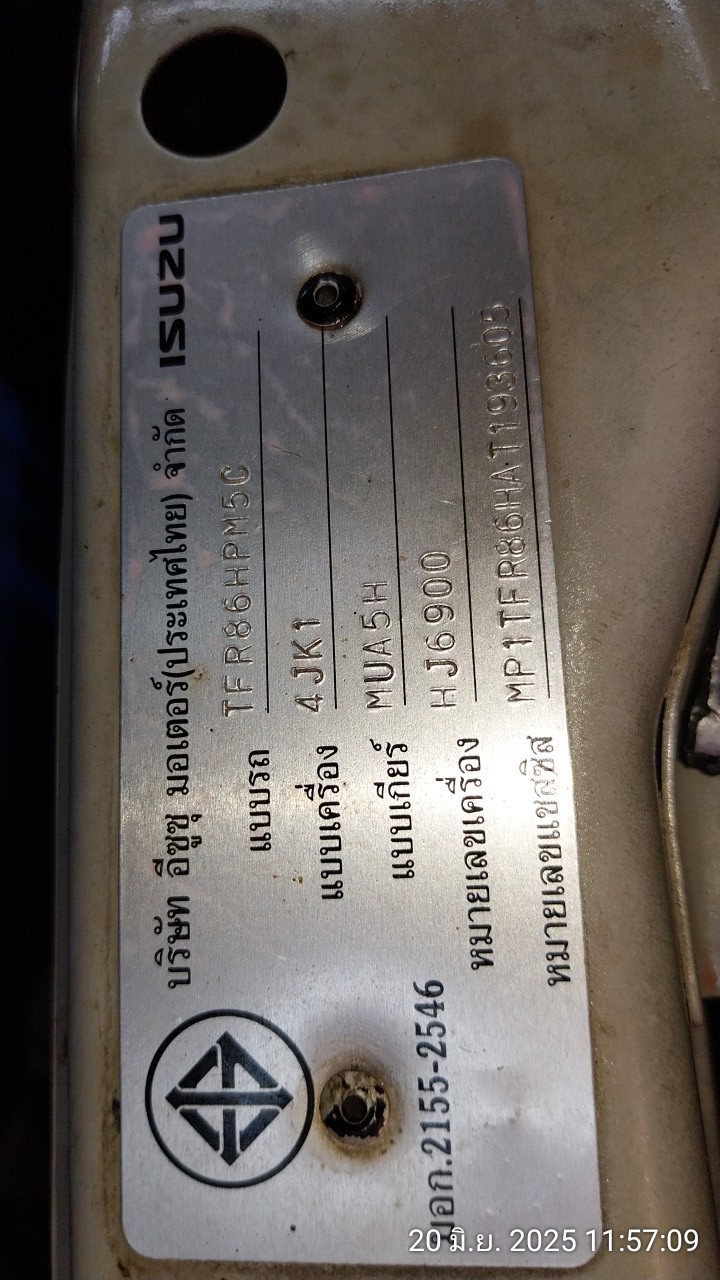 บริษัท อีซูซุ มอเตอร์(ประเทศไทย) จำกัด ISUZU
แบบรถ TFR86HPM5C
แบบเครื่อง 4JK1
แบบเกียร์ MUA5H
หมายเลขเครื่อง HJ6900
หมายเลขแชสซิส MP1TFR86HAT193605
มอก.2155-2546
20 มิ.ย. 2025 11:57:09